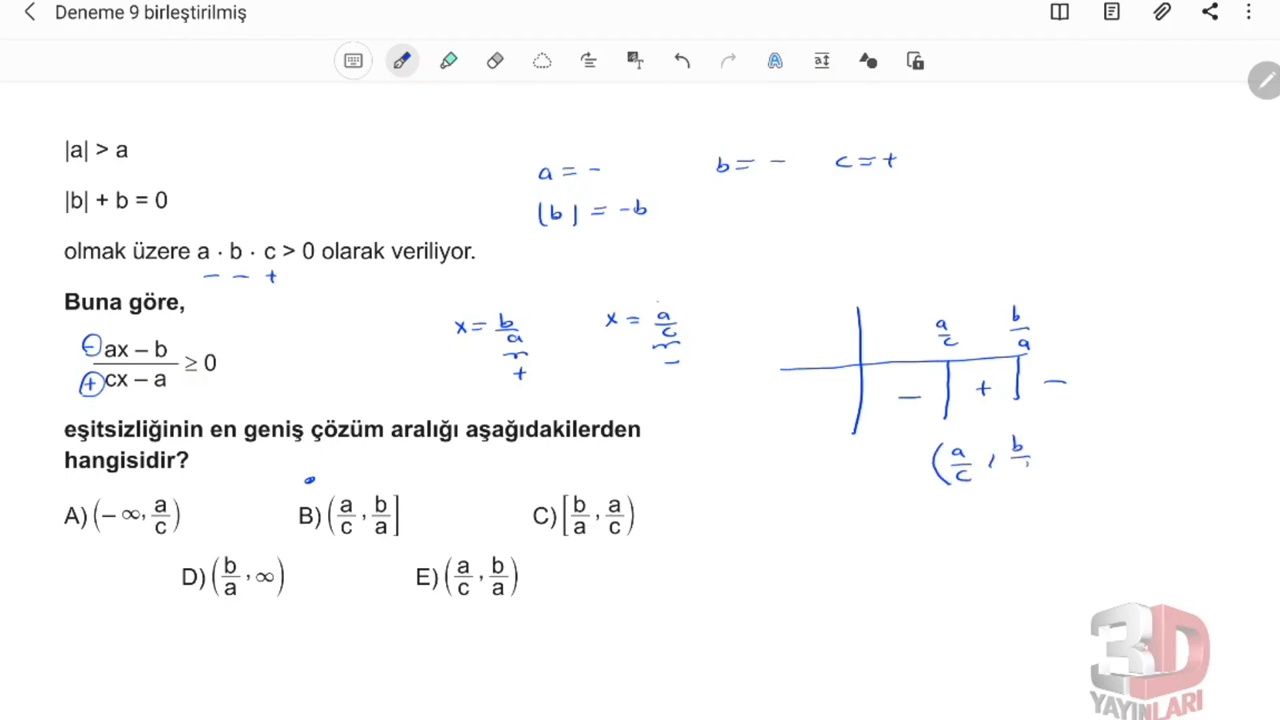 Deneme 9 birleştirilmiş
|a| > a
a = -
b = -
c = +
|b| + b = 0
|b| = -b
olmak üzere a · b · c > 0 olarak veriliyor.
- - +
Buna göre,
x = b/a
+
x = a/c
-
a/c b/a
- ax – b / + cx – a ≥ 0
- + -
(a/c , b
eşitsizliğinin en geniş çözüm aralığı aşağıdakilerden
hangisidir?
A) (– ∞, a/c)
B) (a/c , b/a]
C) [b/a , a/c)
D) (b/a , ∞)
E) (a/c , b/a)
3D
YAYINLARI